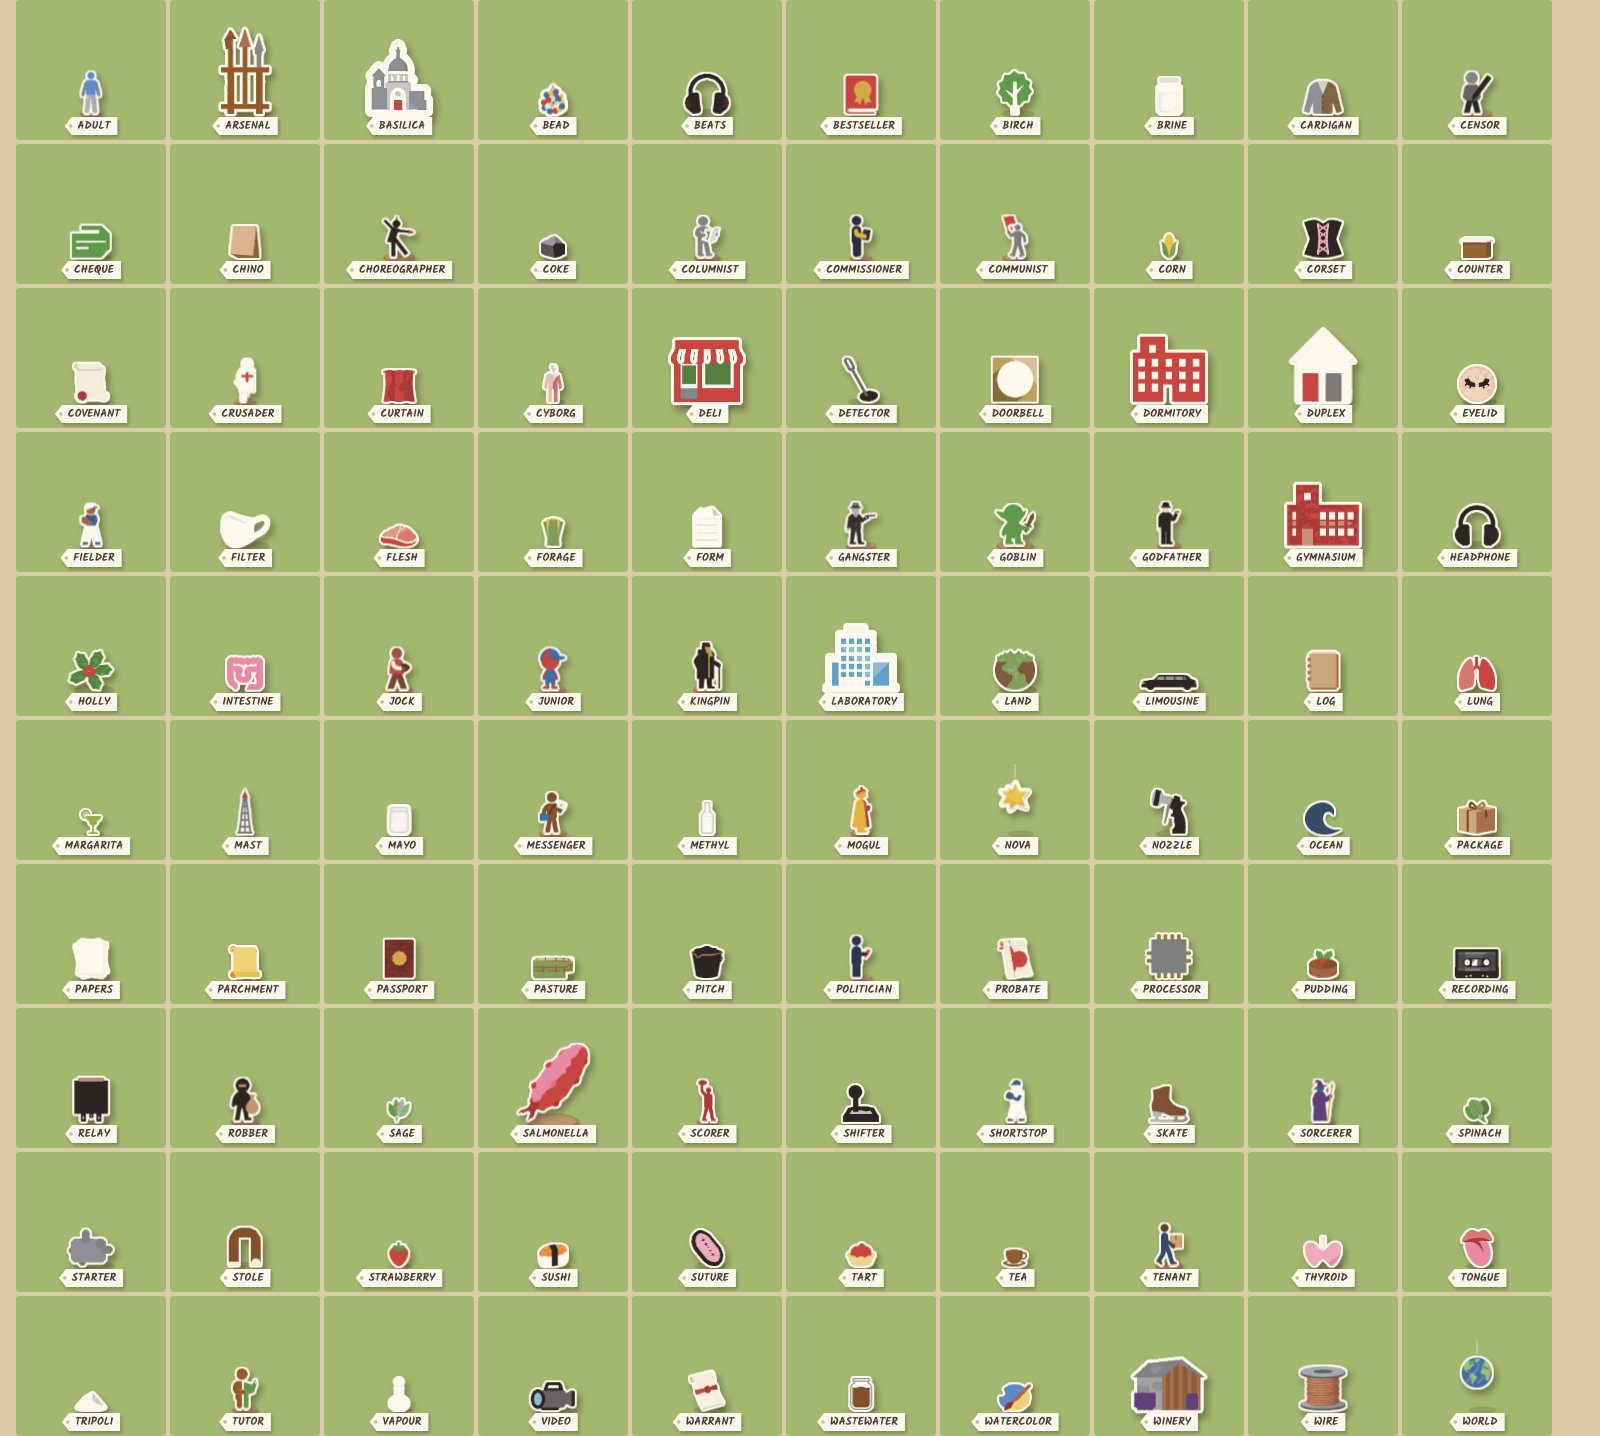 ADULT
ARSENAL
BASILICA
BEAD
BEATS
BESTSELLER
BIRCH
BRINE
CARDIGAN
CENSOR
CHEQUE
CHINO
CHOREOGRAPHER
COKE
COLUMNIST
COMMISSIONER
COMMUNIST
CORN
CORSET
COUNTER
COVENANT
CRUSADER
CURTAIN
CYBORG
DELI
DETECTOR
DOORBELL
DORMITORY
DUPLEX
EYELID
FIELDER
FILTER
FLESH
FORAGE
FORM
GANGSTER
GOBLIN
GODFATHER
GYMNASIUM
HEADPHONE
HOLLY
INTESTINE
JOCK
JUNIOR
KINGPIN
LABORATORY
LAND
LIMOUSINE
LOG
LUNG
MARGARITA
MAST
MAYO
MESSENGER
METHYL
MOGUL
NOVA
NOZZLE
OCEAN
PACKAGE
PAPERS
PARCHMENT
PASSPORT
PASTURE
PITCH
POLITICIAN
PROBATE
PROCESSOR
PUDDING
RECORDING
RELAY
ROBBER
SAGE
SALMONELLA
SCORER
SHIFTER
SHORTSTOP
SKATE
SORCERER
SPINACH
STARTER
STOLE
STRAWBERRY
SUSHI
SUTURE
TART
TEA
TENANT
THYROID
TONGUE
TRIPOLI
TUTOR
VAPOUR
VIDEO
WARRANT
WASTEWATER
WATERCOLOR
WINERY
WIRE
WORLD